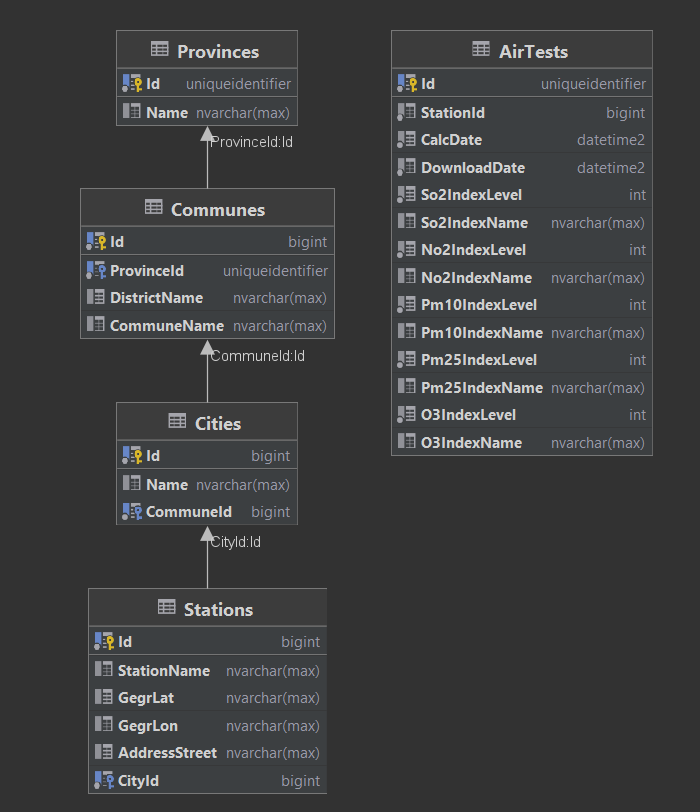 Provinces
Id uniqueidentifier
Name nvarchar(max)
ProvinceId:Id
Communes
Id bigint
ProvinceId uniqueidentifier
DistrictName nvarchar(max)
CommuneName nvarchar(max)
CommuneId:Id
Cities
Id bigint
Name nvarchar(max)
CommuneId bigint
CityId:Id
Stations
Id bigint
StationName nvarchar(max)
GegrLat nvarchar(max)
GegrLon nvarchar(max)
AddressStreet nvarchar(max)
CityId bigint
AirTests
Id uniqueidentifier
StationId bigint
CalcDate datetime2
DownloadDate datetime2
So2IndexLevel int
So2IndexName nvarchar(max)
No2IndexLevel int
No2IndexName nvarchar(max)
Pm10IndexLevel int
Pm10IndexName nvarchar(max)
Pm25IndexLevel int
Pm25IndexName nvarchar(max)
O3IndexLevel int
O3IndexName nvarchar(max)